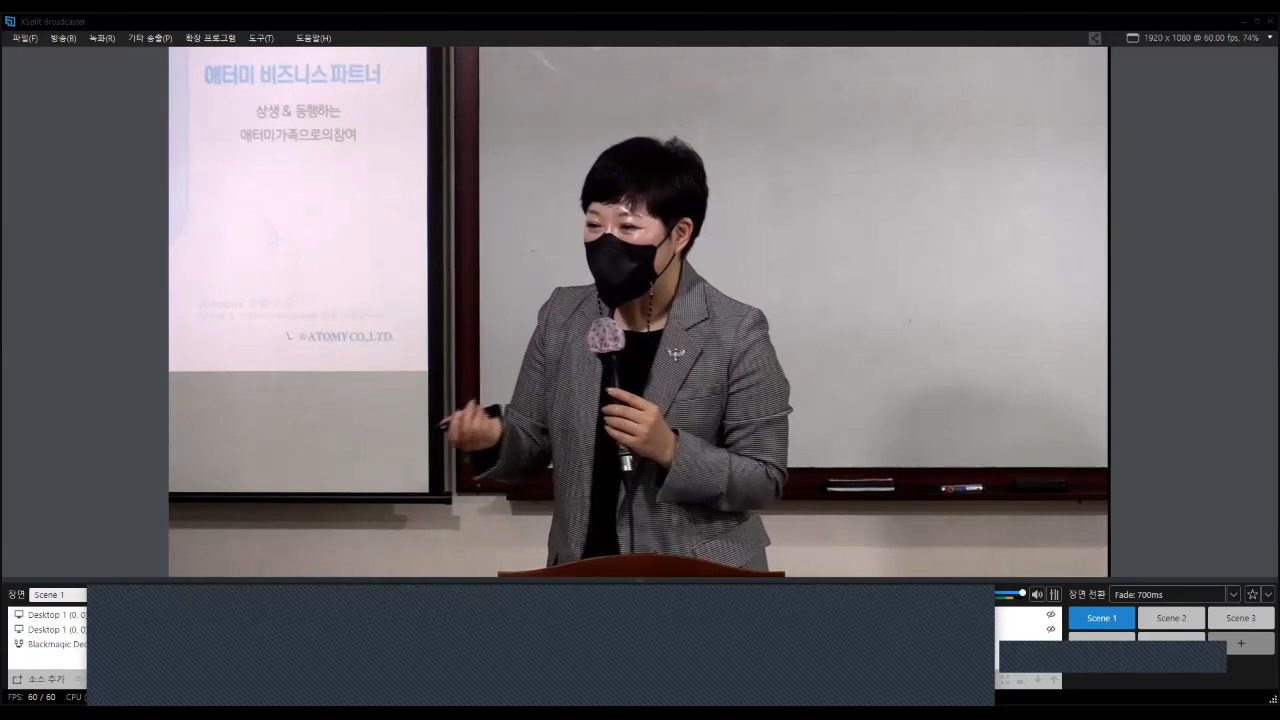 XSplit Broadcaster
파일(F) 방송(B) 녹화(R) 기타 송출(P) 확장 프로그램 도구(T) 도움말(H)
1920 x 1080 @ 60.00 fps, 74%
애터미 비즈니스 파트너
상생 & 동행하는
애터미가족으로의참여
©ATOMY CO., LTD.
장면 Scene 1
장면 전환 Fade: 700ms
Desktop 1 (0, 0)
Desktop 1 (0, 0)
Blackmagic De
Scene 1 Scene 2 Scene 3
소스 추가
FPS: 60 / 60 CPU (